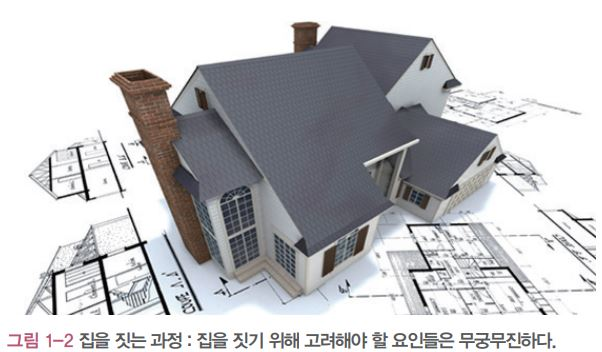 그림 1-2 집을 짓는 과정 : 집을 짓기 위해 고려해야 할 요인들은 무궁무진하다.